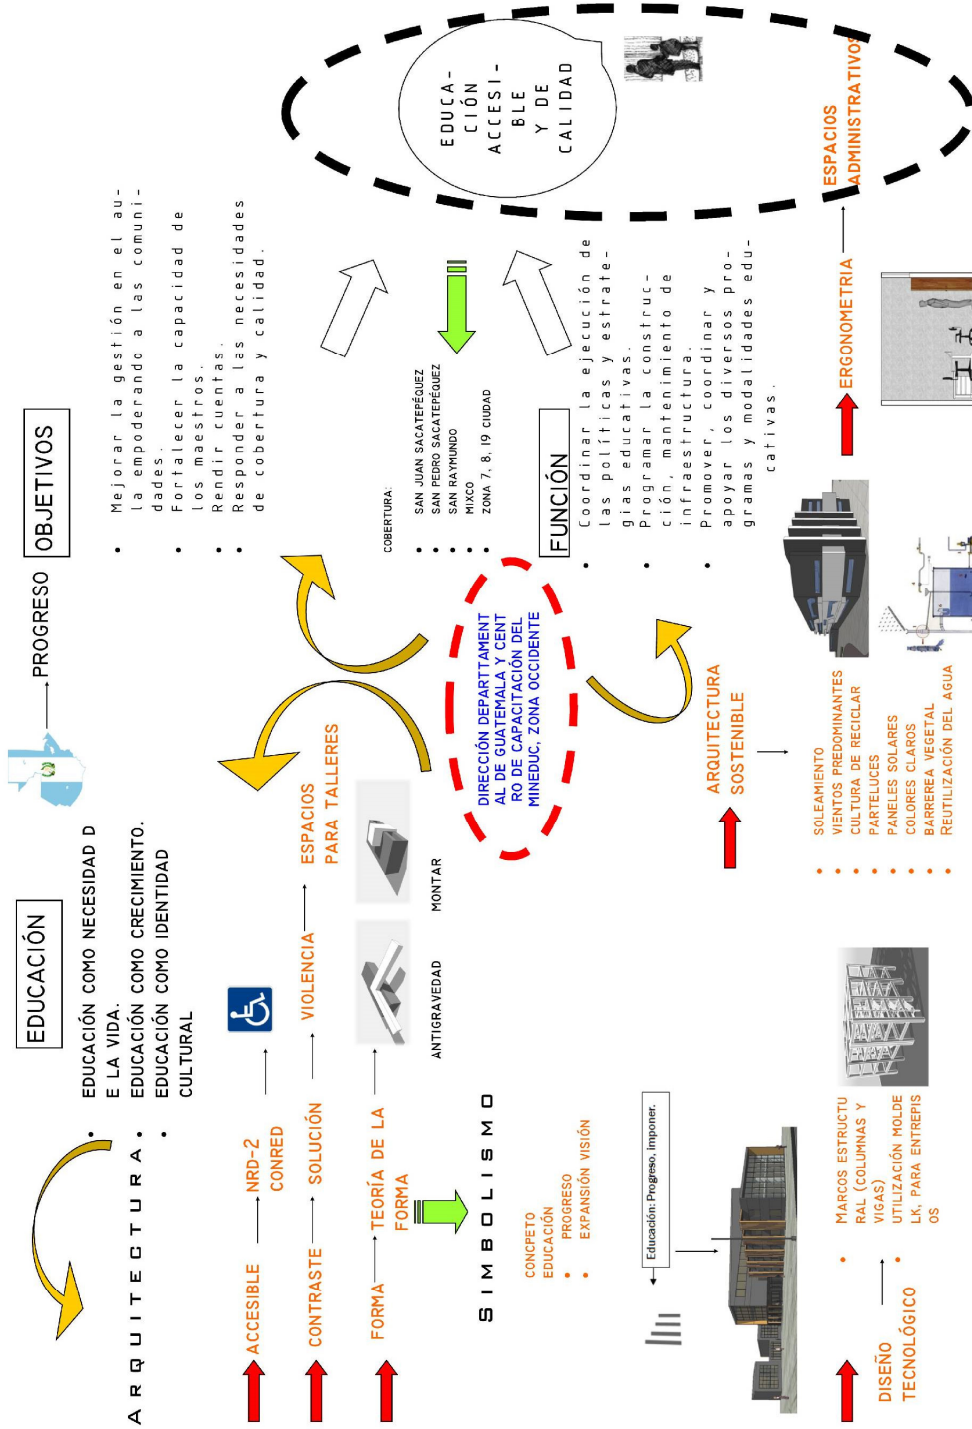 EDUCACIÓN
EDUCACIÓN COMO NECESIDAD D
E LA VIDA.
EDUCACIÓN COMO CRECIMIENTO.
EDUCACIÓN COMO IDENTIDAD
CULTURAL
PROGRESO
OBJETIVOS
Mejorar la gestión en el au-
la empoderando a las comuni-
dades.
Fortalecer la capacidad de
los maestros.
Rendir cuentas.
Responder a las necesidades
de cobertura y calidad.
ARQUITECTURA
ACCESIBLE
NRD-2
CONRED
CONTRASTE
SOLUCIÓN
VIOLENCIA
ESPACIOS
PARA TALLERES
FORMA
TEORÍA DE LA
FORMA
ANTIGRAVEDAD
MONTAR
COBERTURA:
SAN JUAN SACATEPÉQUEZ
SAN PEDRO SACATEPÉQUEZ
SAN RAYMUNDO
MIXCO
ZONA 7, 8, 19 CIUDAD
EDUCA-
CIÓN
ACCESI-
BLE
Y DE
CALIDAD
SIMBOLISMO
CONCPETO
EDUCACIÓN
PROGRESO
EXPANSIÓN VISIÓN
Educación: Progreso, imponer.
DIRECCIÓN DEPARTTAMENT
AL DE GUATEMALA Y CENT
RO DE CAPACITACIÓN DEL
MINEDUC, ZONA OCCIDENTE
FUNCIÓN
Coordinar la ejecución de
las políticas y estrate-
gias educativas.
Programar la construc-
ción, mantenimiento de
infraestructura.
Promover, coordinar y
apoyar los diversos pro-
gramas y modalidades edu-
cativas.
ARQUITECTURA
SOSTENIBLE
SOLEAMIENTO
VIENTOS PREDOMINANTES
CULTURA DE RECICLAR
PARTELUCES
PANELES SOLARES
COLORES CLAROS
BARREREA VEGETAL
REUTILIZACIÓN DEL AGUA
ERGONOMETRIA
ESPACIOS
ADMINISTRATIVOS
DISEÑO
TECNOLÓGICO
MARCOS ESTRUCTU
RAL (COLUMNAS Y
VIGAS)
UTILIZACIÓN MOLDE
LK, PARA ENTREPIS
OS